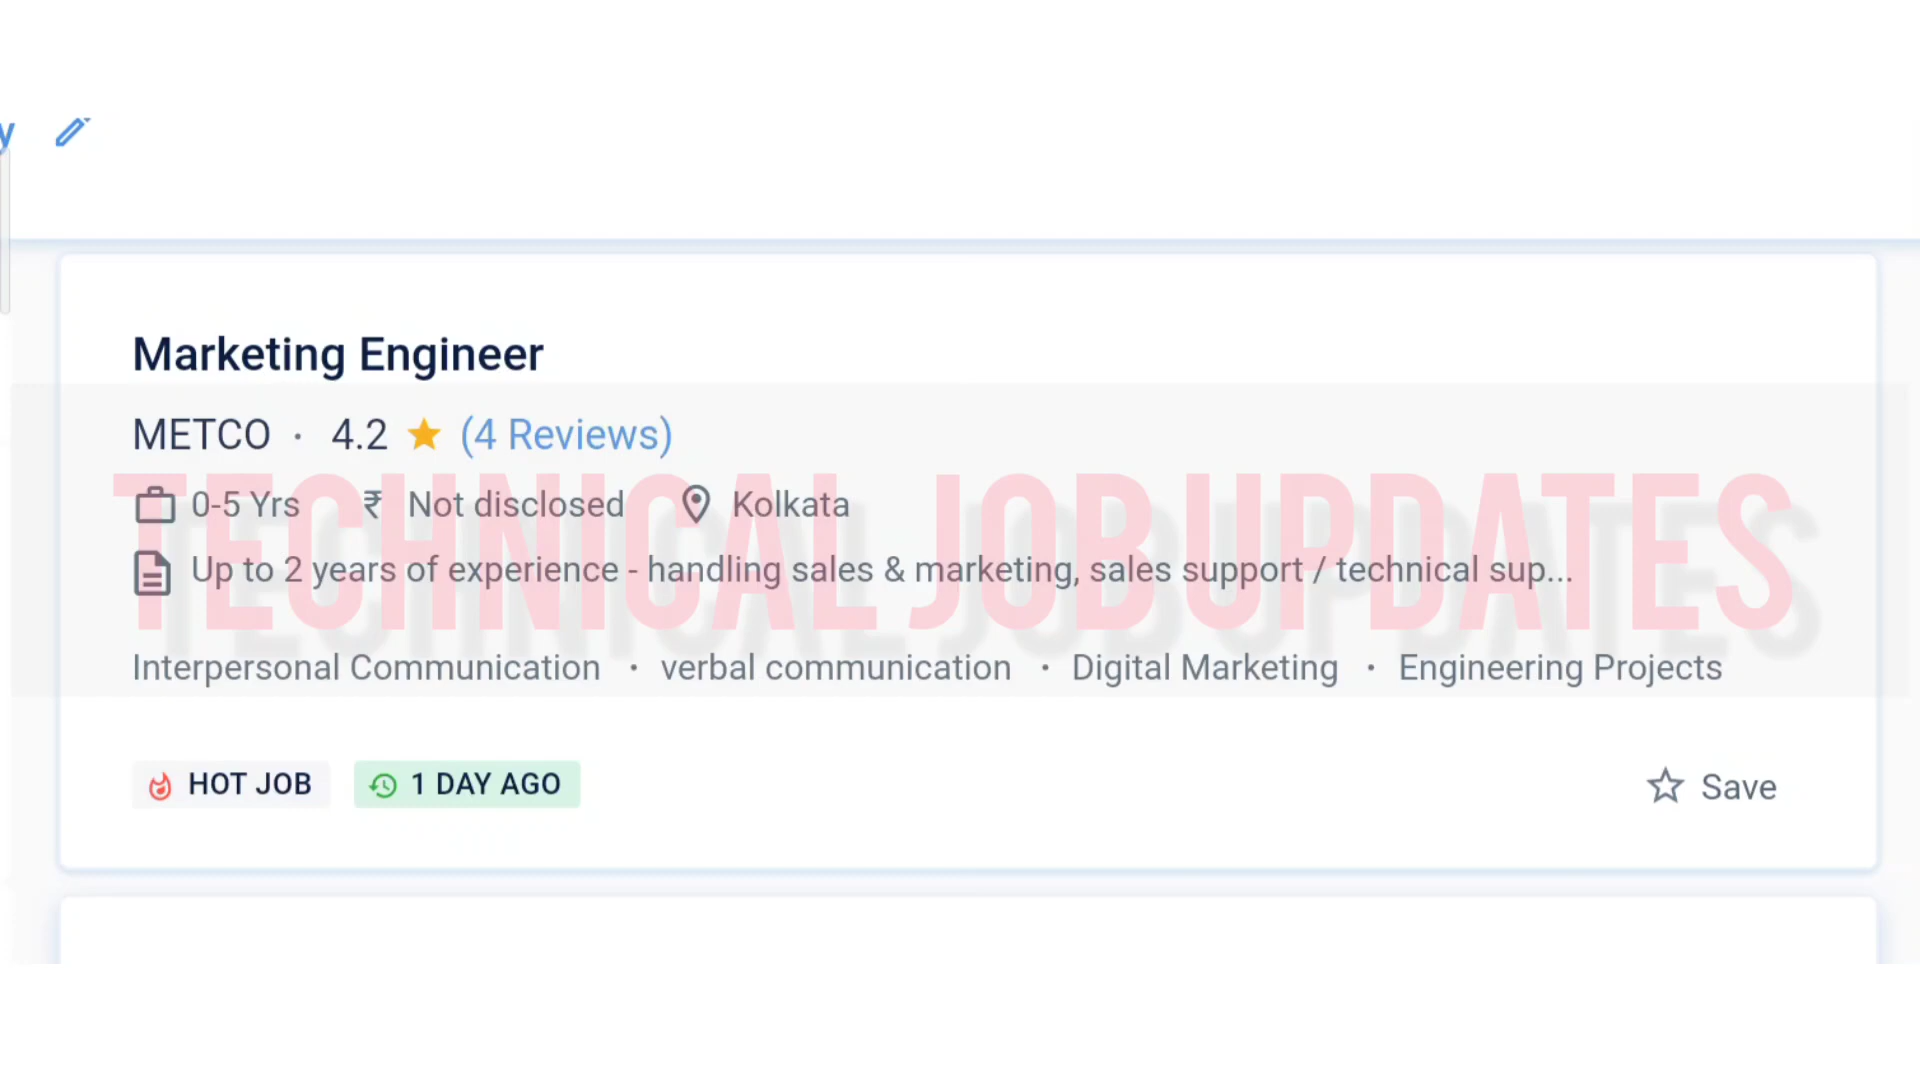 y
Marketing Engineer
METCO · 4.2 (4 Reviews)
0-5 Yrs ₹ Not disclosed Kolkata
TECHNICAL JOB UPDATES
Up to 2 years of experience - handling sales & marketing, sales support / technical sup...
Interpersonal Communication · verbal communication · Digital Marketing · Engineering Projects
HOT JOB 1 DAY AGO Save